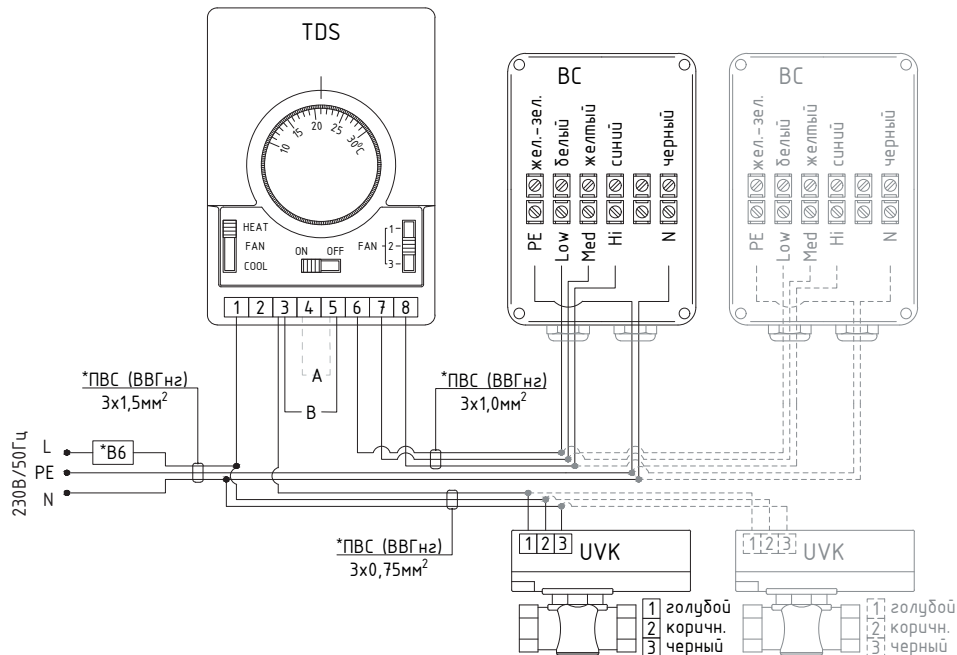 TDS
10 15 20 25 30°C
HEAT
FAN
COOL
ON OFF
FAN
1
2
3
1 2 3 4 5 6 7 8
A
B
BC
жел.-зел.
белый
желтый
синий
черный
PE
Low
Med
Hi
N
BC
жел.-зел.
белый
желтый
синий
черный
PE
Low
Med
Hi
N
*ПВС (ВВГнг)
3х1,5мм²
*ПВС (ВВГнг)
3х1,0мм²
230В/50Гц
L
*В6
PE
N
*ПВС (ВВГнг)
3х0,75мм²
1 2 3
UVK
1 голубой
2 коричн.
3 черный
1 2 3
UVK
1 голубой
2 коричн.
3 черный